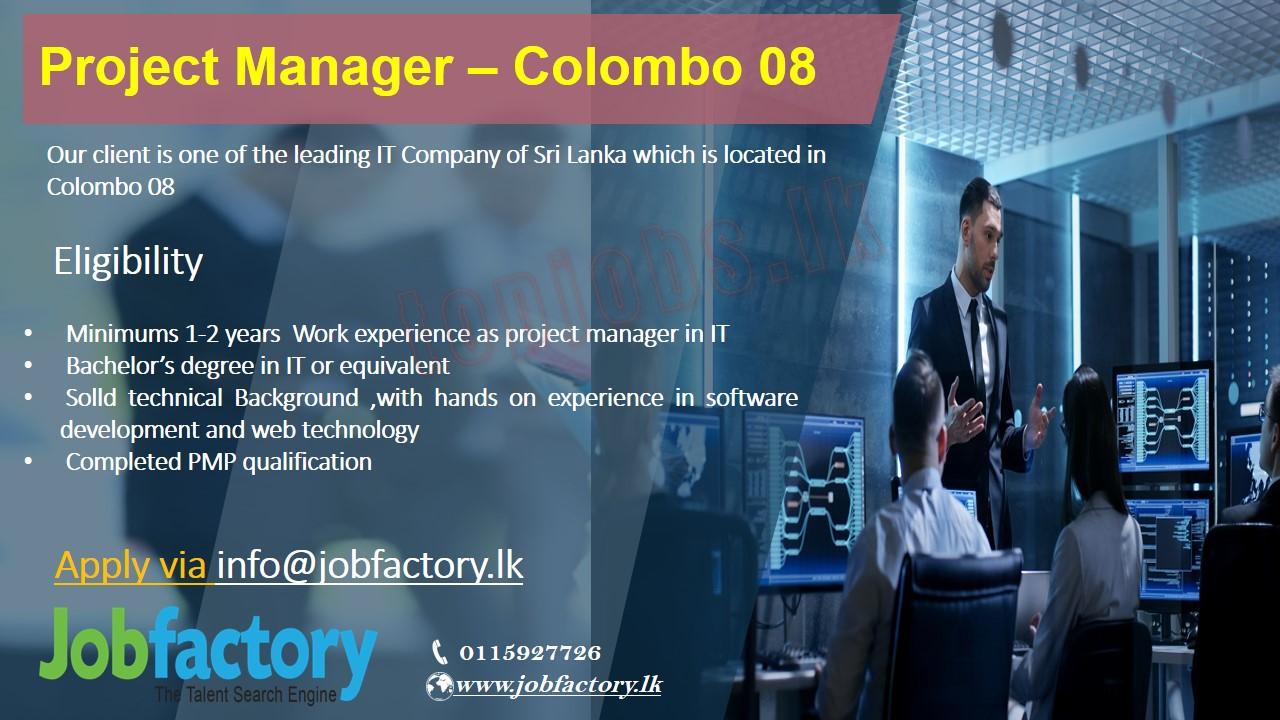 Project Manager – Colombo 08
Our client is one of the leading IT Company of Sri Lanka which is located in
Colombo 08
Eligibility
• Minimums 1-2 years Work experience as project manager in IT
• Bachelor’s degree in IT or equivalent
• Solld technical Background ,with hands on experience in software
development and web technology
• Completed PMP qualification
topjobs.lk
Apply via info@jobfactory.lk
Jobfactory
The Talent Search Engine
0115927726
www.jobfactory.lk